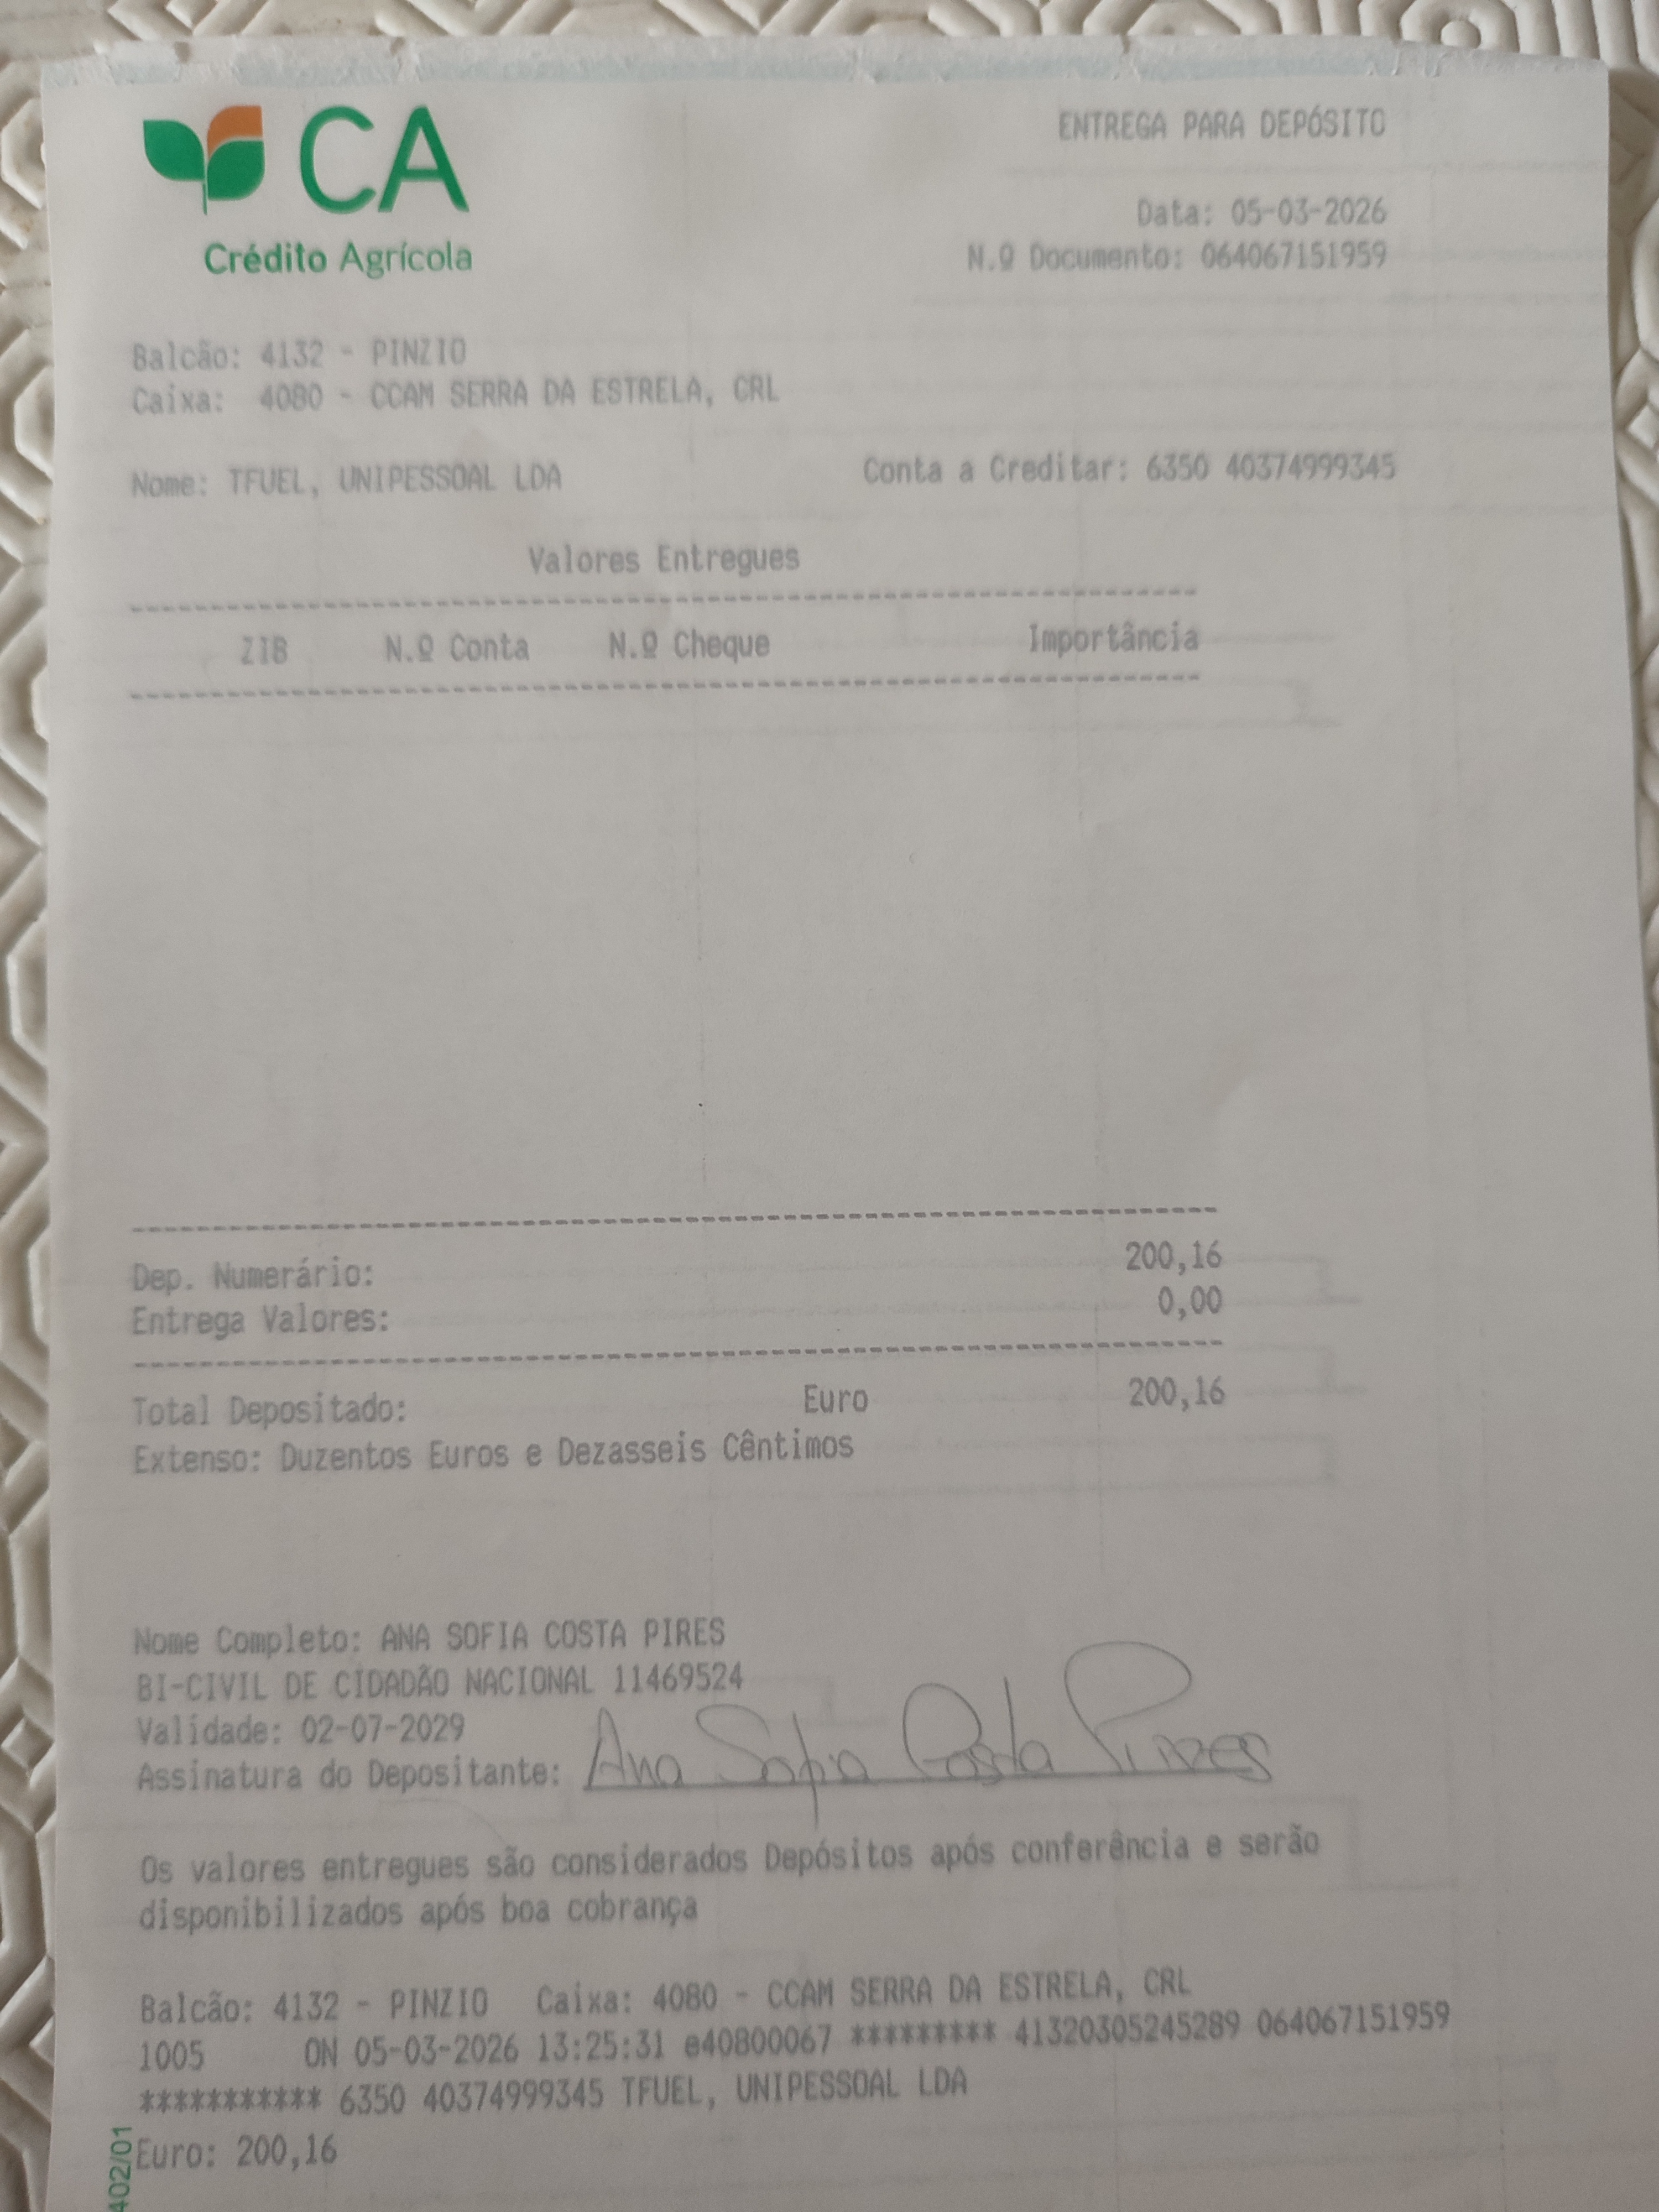 CA
Crédito Agrícola
ENTREGA PARA DEPÓSITO
Data: 05-03-2026
N.º Documento: 064067151959
Balcão: 4132 - PINZIO
Caixa: 4080 - CCAM SERRA DA ESTRELA, CRL
Nome: TFUEL, UNIPESSOAL LDA Conta a Creditar: 6350 40374999345
Valores Entregues
----------------------------------------------------------------
ZIB N.º Conta N.º Cheque Importância
----------------------------------------------------------------
----------------------------------------------------------------
Dep. Numerário: 200,16
Entrega Valores: 0,00
----------------------------------------------------------------
Total Depositado: Euro 200,16
Extenso: Duzentos Euros e Dezasseis Cêntimos
Nome Completo: ANA SOFIA COSTA PIRES
BI-CIVIL DE CIDADÃO NACIONAL 11469524
Validade: 02-07-2029
Assinatura do Depositante: Ana Sofia Costa Pires
Os valores entregues são considerados Depósitos após conferência e serão
disponibilizados após boa cobrança
Balcão: 4132 - PINZIO Caixa: 4080 - CCAM SERRA DA ESTRELA, CRL
1005 ON 05-03-2026 13:25:31 e40800067 ********* 41320305245289 064067151959
*********** 6350 40374999345 TFUEL, UNIPESSOAL LDA
Euro: 200,16
402/01